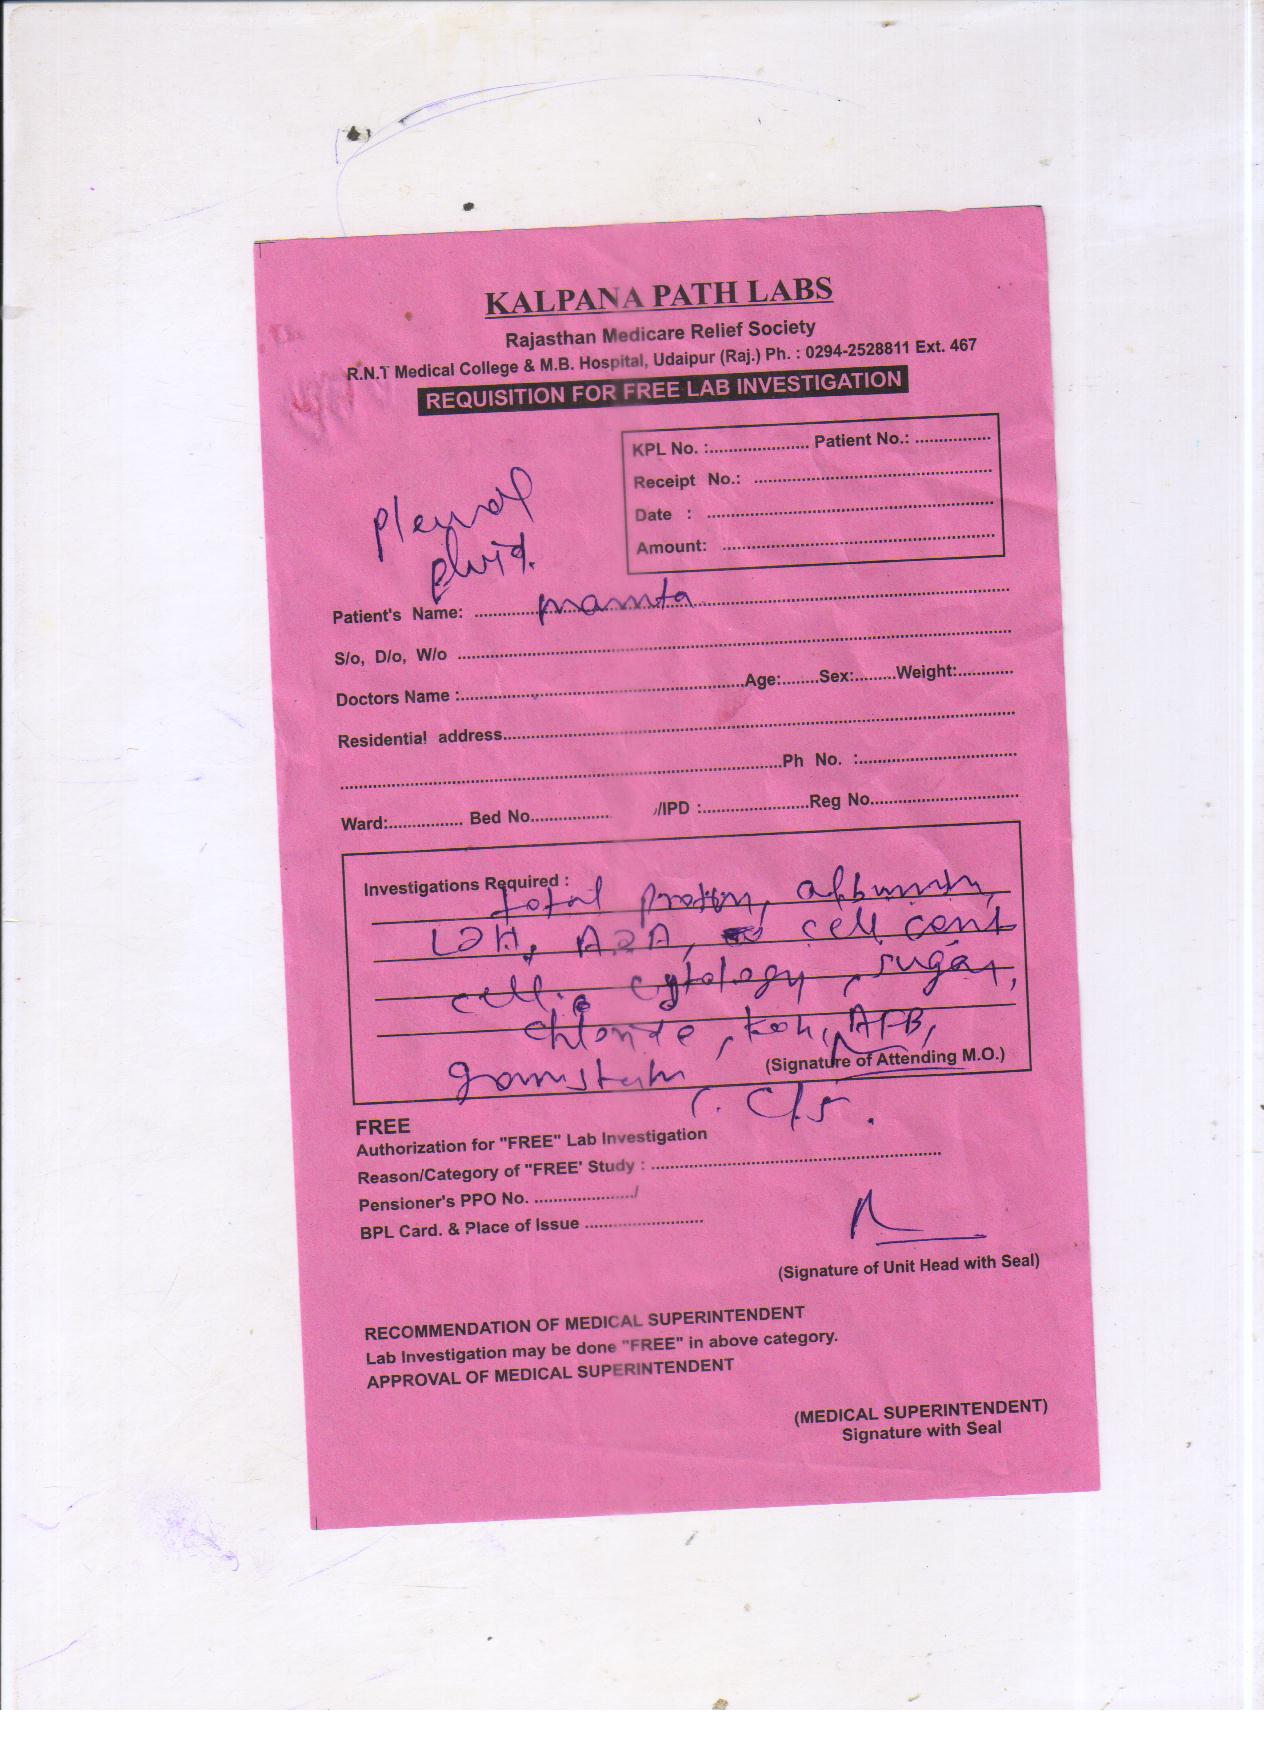 KALPANA PATH LABS
Rajasthan Medicare Relief Society
R.N.T Medical College & M.B. Hospital, Udaipur (Raj.) Ph. : 0294-2528811 Ext. 467
REQUISITION FOR FREE LAB INVESTIGATION
KPL No. :...................... Patient No.: ................
Receipt No.: ....................................................
Date : ...............................................................
Amount: ............................................................
pleural
fluid.
Patient's Name: ............mamta............
S/o, D/o, W/o ............................................................
Doctors Name :............................................................Age:........Sex:.........Weight:............
Residential address............................................................
............................................................Ph No. :....................................
Ward:................ Bed No................. /IPD :.......................Reg No.................................
Investigations Required :
total protein, albumin,
LDH, ADA, cell cont
cytology, sugar,
chloride, koh, AFB,
gramstain
(Signature of Attending M.O.)
C/S.
FREE
Authorization for "FREE" Lab Investigation
Reason/Category of "FREE' Study : ............................................................
Pensioner's PPO No. ....................../
BPL Card. & Place of Issue ..........................
(Signature of Unit Head with Seal)
RECOMMENDATION OF MEDICAL SUPERINTENDENT
Lab Investigation may be done "FREE" in above category.
APPROVAL OF MEDICAL SUPERINTENDENT
(MEDICAL SUPERINTENDENT)
Signature with Seal